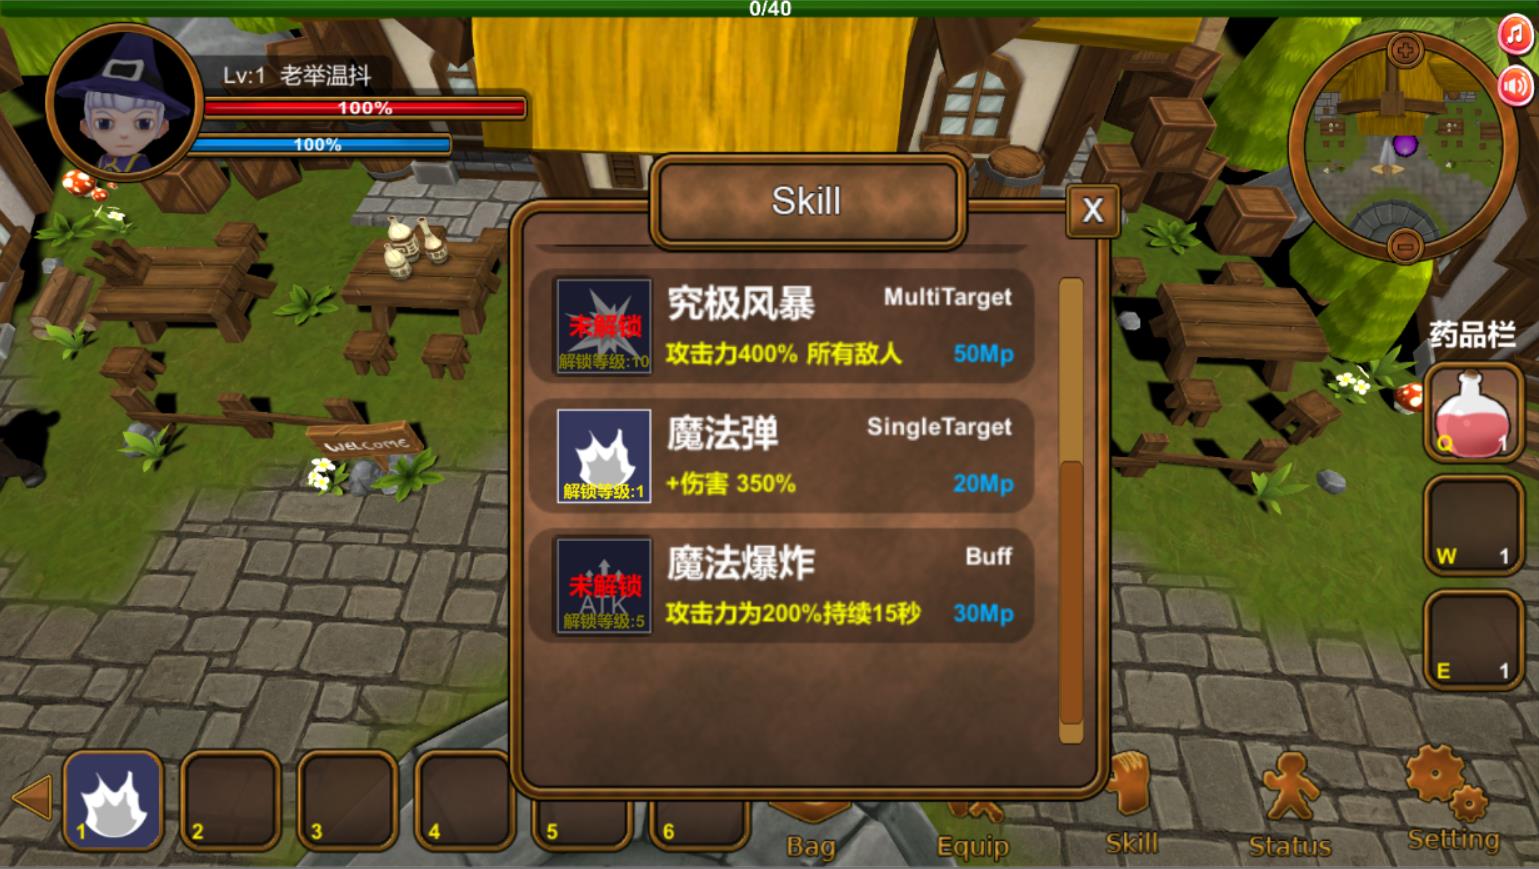 0/40
Lv:1 老举温抖
100%
100%
Skill
X
究极风暴
MultiTarget
未解锁
解锁等级:10
攻击力400% 所有敌人
50Mp
魔法弹
SingleTarget
解锁等级:1
+伤害 350%
20Mp
魔法爆炸
Buff
未解锁
ATK
解锁等级:5
攻击力为200%持续15秒
30Mp
WELCOME
药品栏
Q 1
W 1
E 1
1
2
3
4
5
6
Bag
Equip
Skill
Status
Setting